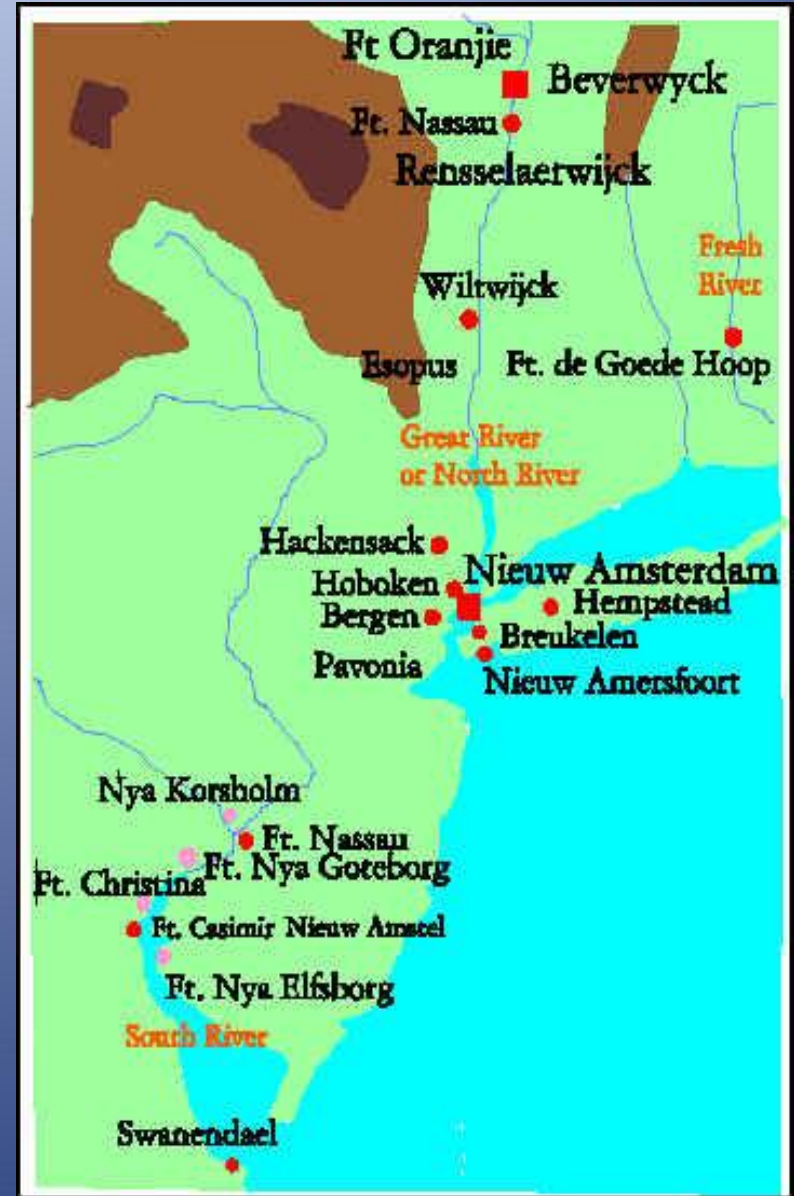 Ft Oranjie
Beverwyck
Ft. Nassau
Rensselaerwijck
Fresh
River
Wiltwijck
Esopus
Ft. de Goede Hoop
Great River
or North River
Hackensack
Nieuw Amsterdam
Hoboken
Hempstead
Bergen
Breukelen
Pavonia
Nieuw Amersfoort
Nya Korsholm
Ft. Nassau
Ft. Nya Goteborg
Ft. Christina
Ft. Casimir Nieuw Amstel
Ft. Nya Elfsborg
South River
Swanendael